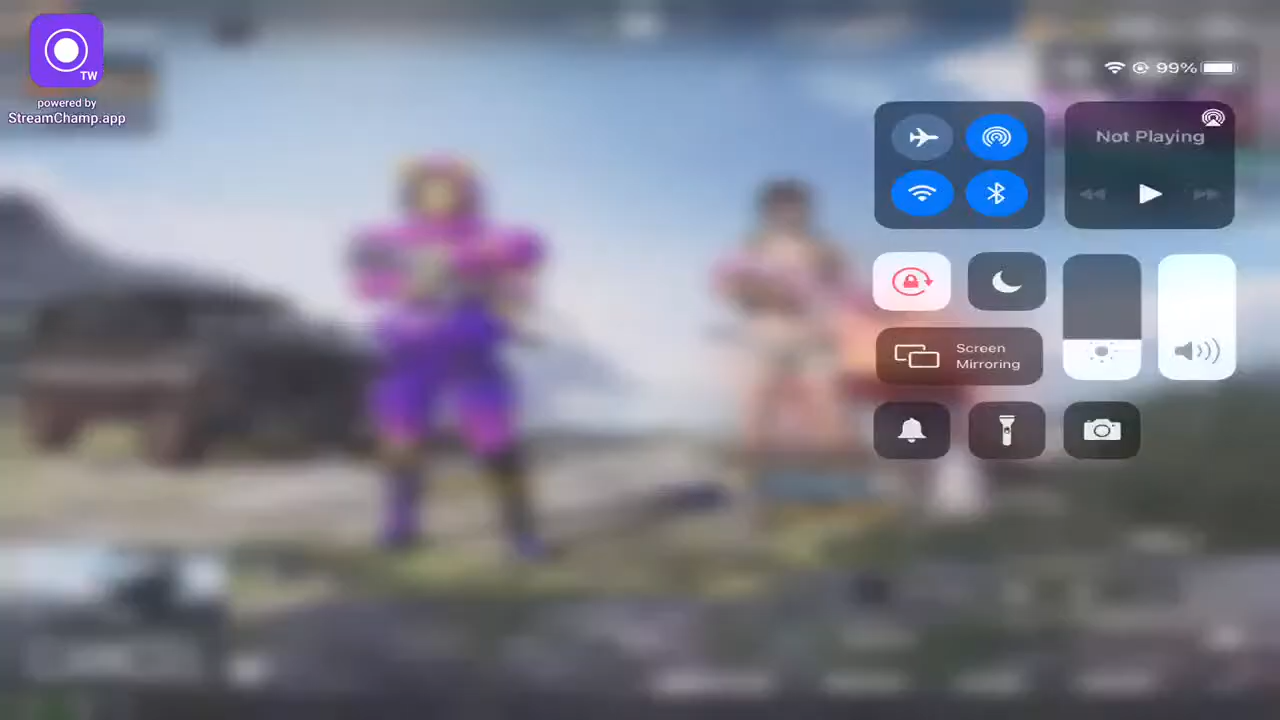 TW
powered by
StreamChamp.app
99%
Not Playing
Screen
Mirroring